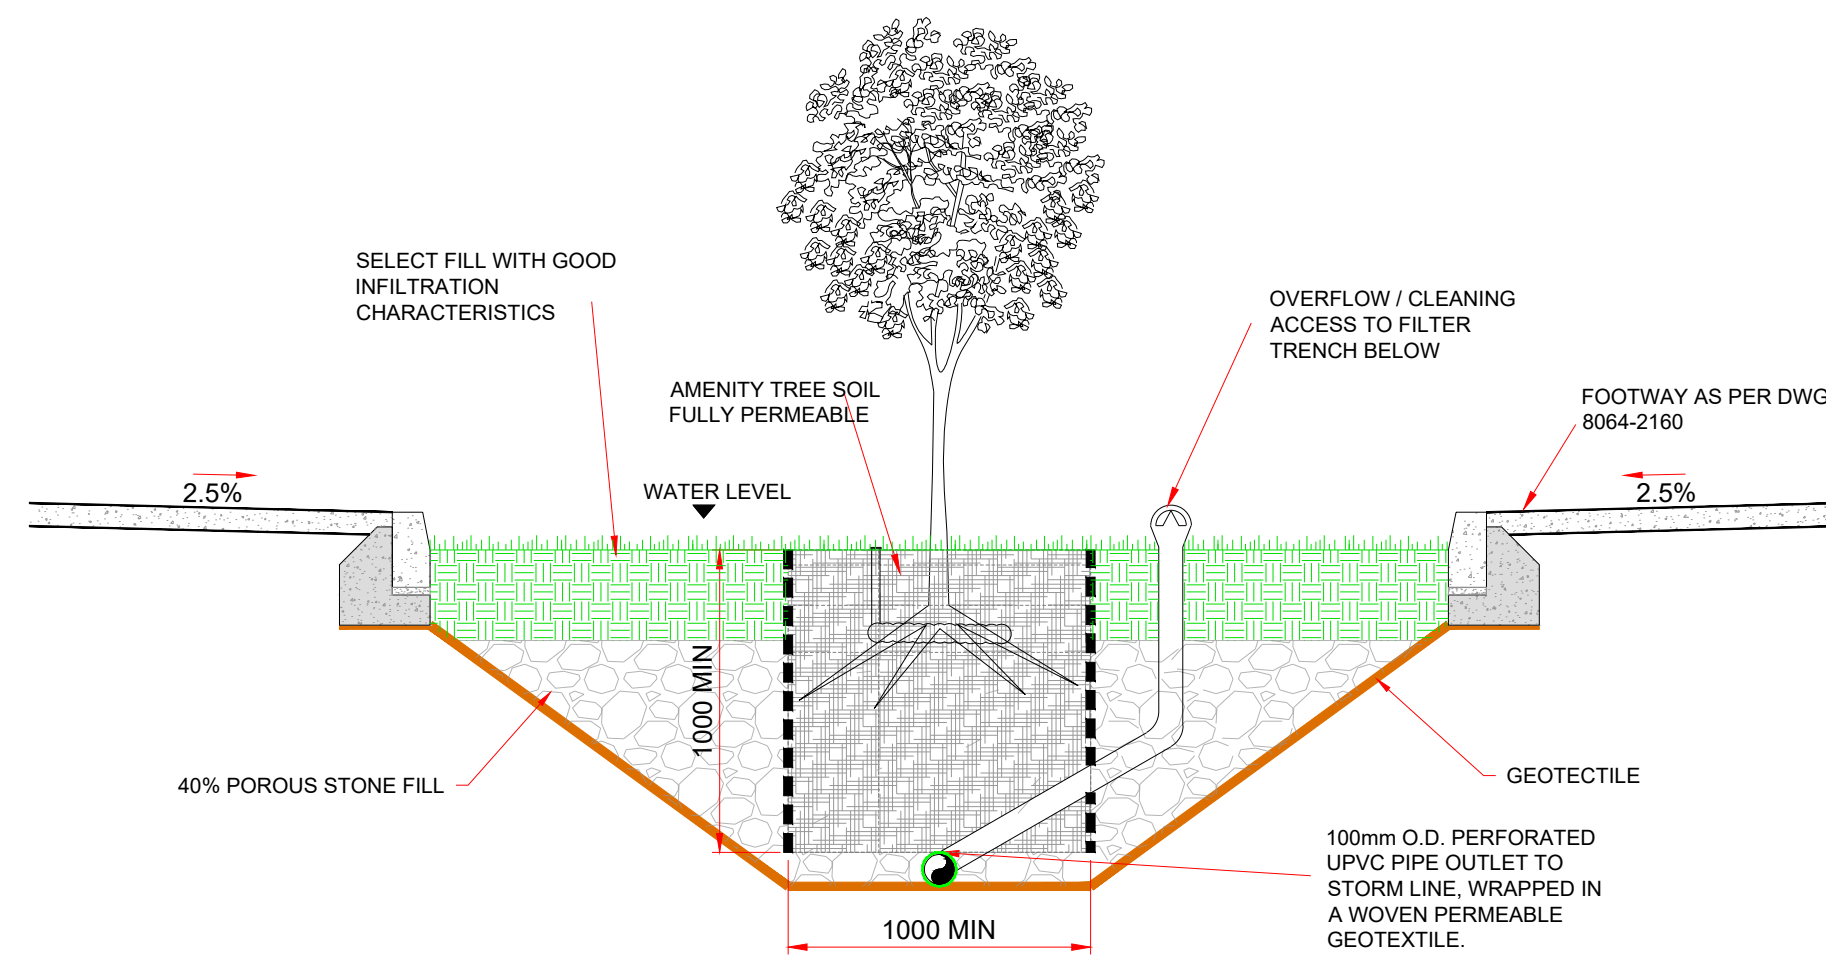 SELECT FILL WITH GOOD
INFILTRATION
CHARACTERISTICS
OVERFLOW / CLEANING
ACCESS TO FILTER
TRENCH BELOW
AMENITY TREE SOIL
FULLY PERMEABLE
FOOTWAY AS PER DWG
8064-2160
2.5%
WATER LEVEL
2.5%
1000 MIN
40% POROUS STONE FILL
GEOTECTILE
100mm O.D. PERFORATED
UPVC PIPE OUTLET TO
STORM LINE, WRAPPED IN
A WOVEN PERMEABLE
GEOTEXTILE.
1000 MIN